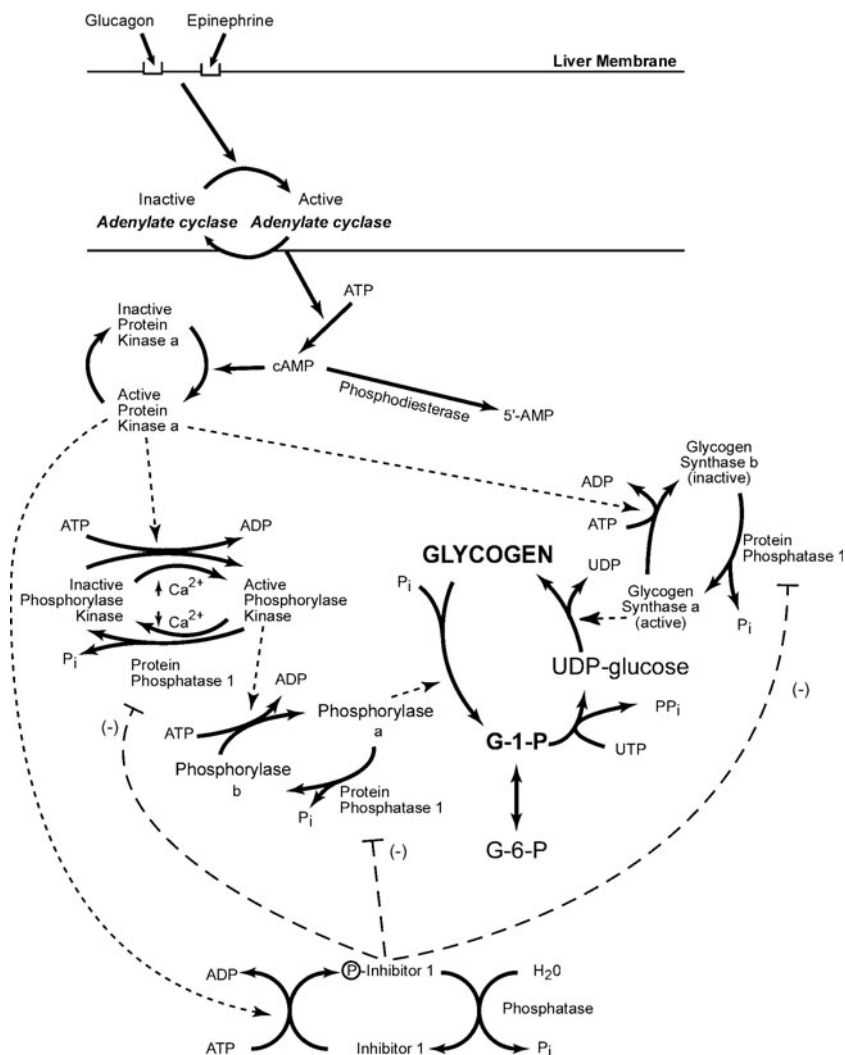 Glucagon Epinephrine
Liver Membrane
Inactive Active
Adenylate cyclase Adenylate cyclase
ATP
Inactive
Protein
Kinase a
cAMP
Phosphodiesterase
5'-AMP
Active
Protein
Kinase a
Glycogen
Synthase b
(inactive)
ADP
ATP
Protein
Phosphatase 1
Glycogen
Synthase a
(active)
Pi
ATP ADP
Inactive
Phosphorylase
Kinase
Ca2+
Ca2+
Active
Phosphorylase
Kinase
Pi
Protein
Phosphatase 1
GLYCOGEN
Pi
UDP
UDP-glucose
PPi
UTP
G-1-P
G-6-P
ADP
ATP
Phosphorylase
a
Phosphorylase
b
Pi
Protein
Phosphatase 1
(-)
(-)
(-)
ADP
P-Inhibitor 1
H20
Phosphatase
ATP
Inhibitor 1
Pi